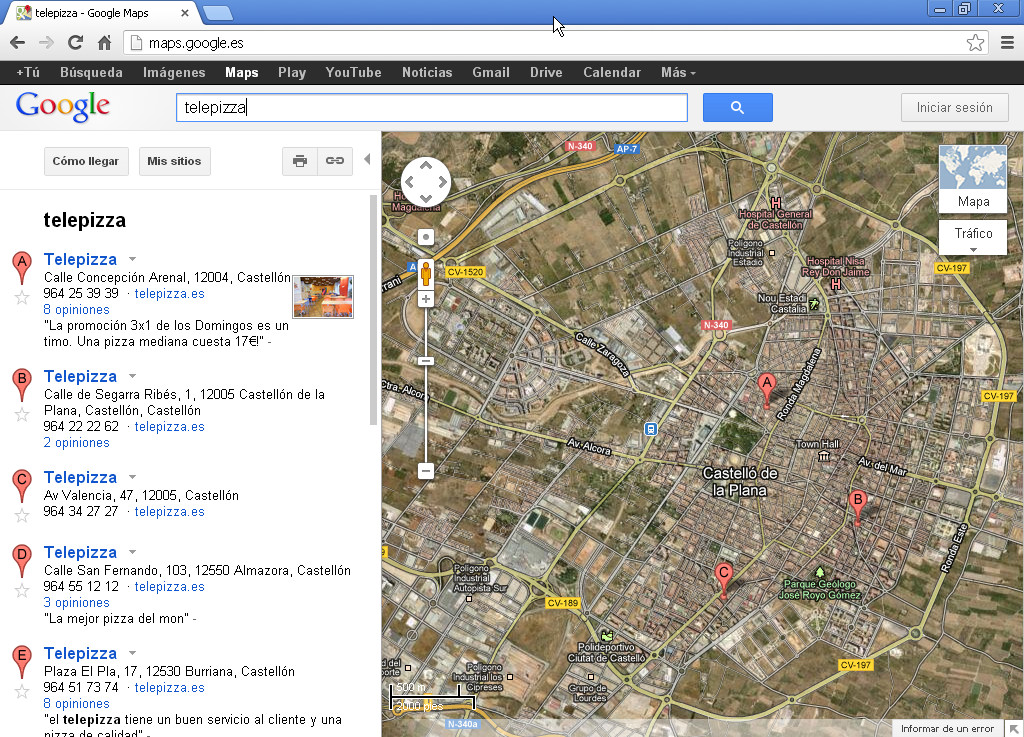 telepizza - Google Maps
maps.google.es
+Tú Búsqueda Imágenes Maps Play YouTube Noticias Gmail Drive Calendar Más
Google
telepizza
Iniciar sesión
Cómo llegar
Mis sitios
telepizza
A
Telepizza
Calle Concepción Arenal, 12004, Castellón
964 25 39 39 · telepizza.es
8 opiniones
"La promoción 3x1 de los Domingos es un
timo. Una pizza mediana cuesta 17€!" -
B
Telepizza
Calle de Segarra Ribés, 1, 12005 Castellón de la
Plana, Castellón, Castellón
964 22 22 62 · telepizza.es
2 opiniones
C
Telepizza
Av Valencia, 47, 12005, Castellón
964 34 27 27 · telepizza.es
D
Telepizza
Calle San Fernando, 103, 12550 Almazora, Castellón
964 55 12 12 · telepizza.es
3 opiniones
"La mejor pizza del mon" -
E
Telepizza
Plaza El Pla, 17, 12530 Burriana, Castellón
964 51 73 74 · telepizza.es
8 opiniones
"el telepizza tiene un buen servicio al cliente y una
pizza de calidad" -
N-340
AP-7
Mapa
Tráfico
Magdalena
H
Hospital General
de Castellón
Polígono
Industrial
Estadio
Hospital Nisa
Rey Don Jaime
H
CV-1520
CV-197
Nou Estadi
Castalia
N-340
Calle Zaragoza
Ronda Magdalena
A
Ctra-Alcor
CV-197
Av-Alcora
Town Hall
Av-del Mar
Castelló de
la Plana
B
Ronda Este
C
Polígono
Industrial
Autopista Sur
Parque Geólogo
José Royo Gómez
CV-189
Polideportivo
Ciutat de Castelló
CV-197
Polígono
Industrial los
Cipreses
Grupo de
Lourdes
500 m
2000 pies
N-340a
Informar de un error